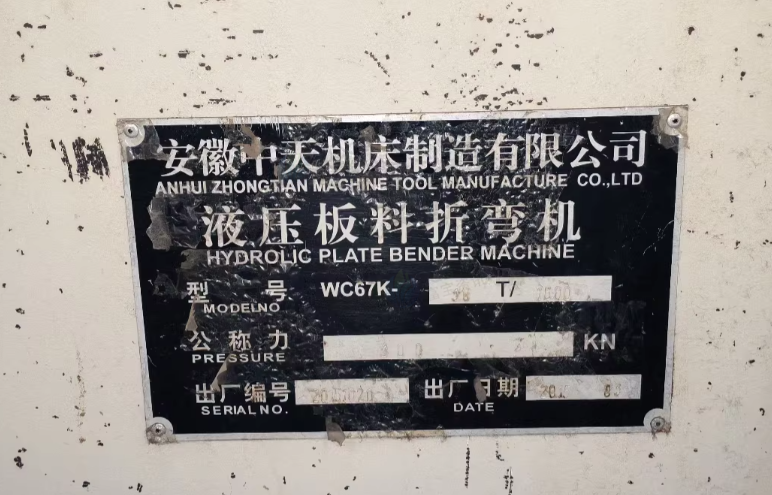 安徽中天机床制造有限公司
ANHUI ZHONGTIAN MACHINE TOOL MANUFACTURE CO.,LTD
液压板料折弯机
HYDROLIC PLATE BENDER MACHINE
型号 WC67K- T/
MODELNO
公称力 KN
PRESSURE
出厂编号 出厂日期
SERIAL NO. DATE